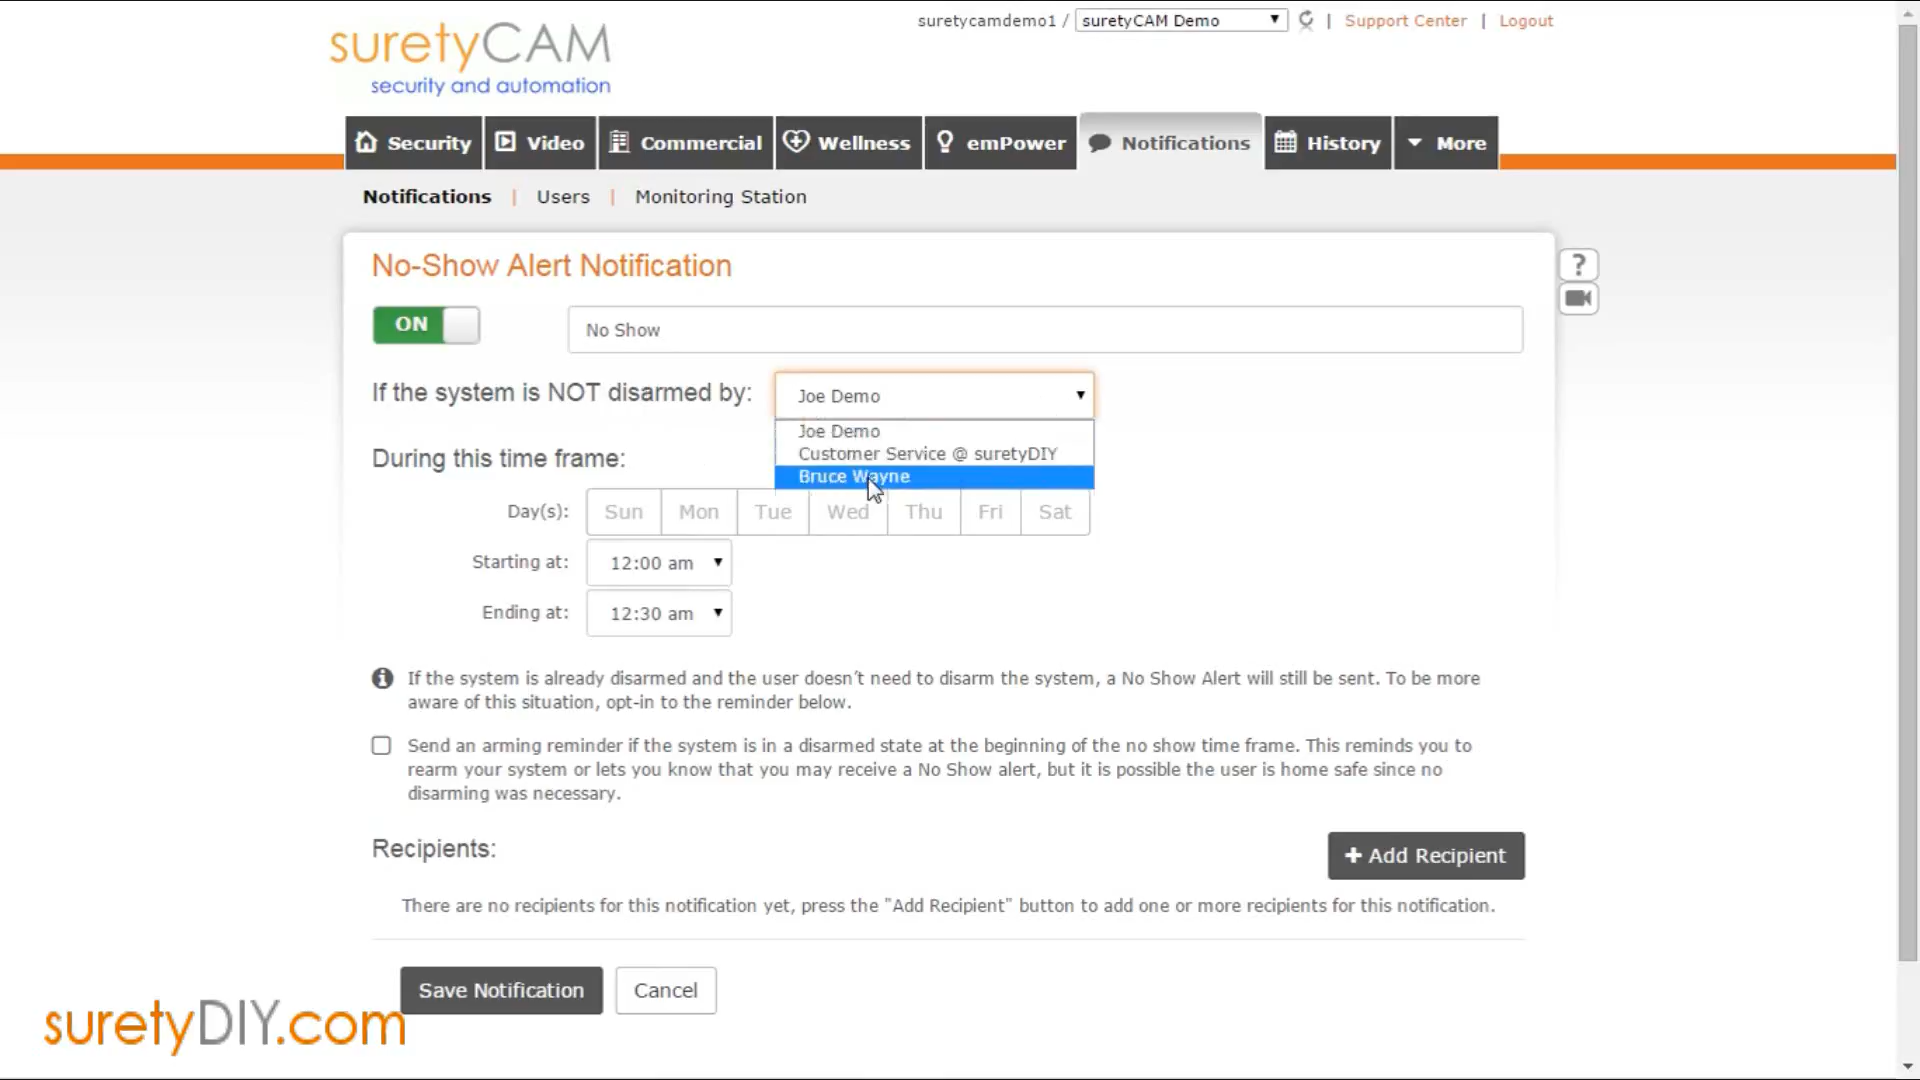 suretyCAM
security and automation
suretycamdemo1 / suretyCAM Demo | Support Center | Logout
Security Video Commercial Wellness emPower Notifications History More
Notifications | Users | Monitoring Station
No-Show Alert Notification
?
ON No Show
If the system is NOT disarmed by: Joe Demo
Joe Demo
Customer Service @ suretyDIY
Bruce Wayne
During this time frame:
Day(s): Sun Mon Tue Wed Thu Fri Sat
Starting at: 12:00 am
Ending at: 12:30 am
If the system is already disarmed and the user doesn't need to disarm the system, a No Show Alert will still be sent. To be more
aware of this situation, opt-in to the reminder below.
Send an arming reminder if the system is in a disarmed state at the beginning of the no show time frame. This reminds you to
rearm your system or lets you know that you may receive a No Show alert, but it is possible the user is home safe since no
disarming was necessary.
Recipients: + Add Recipient
There are no recipients for this notification yet, press the "Add Recipient" button to add one or more recipients for this notification.
Save Notification Cancel
suretyDIY.com